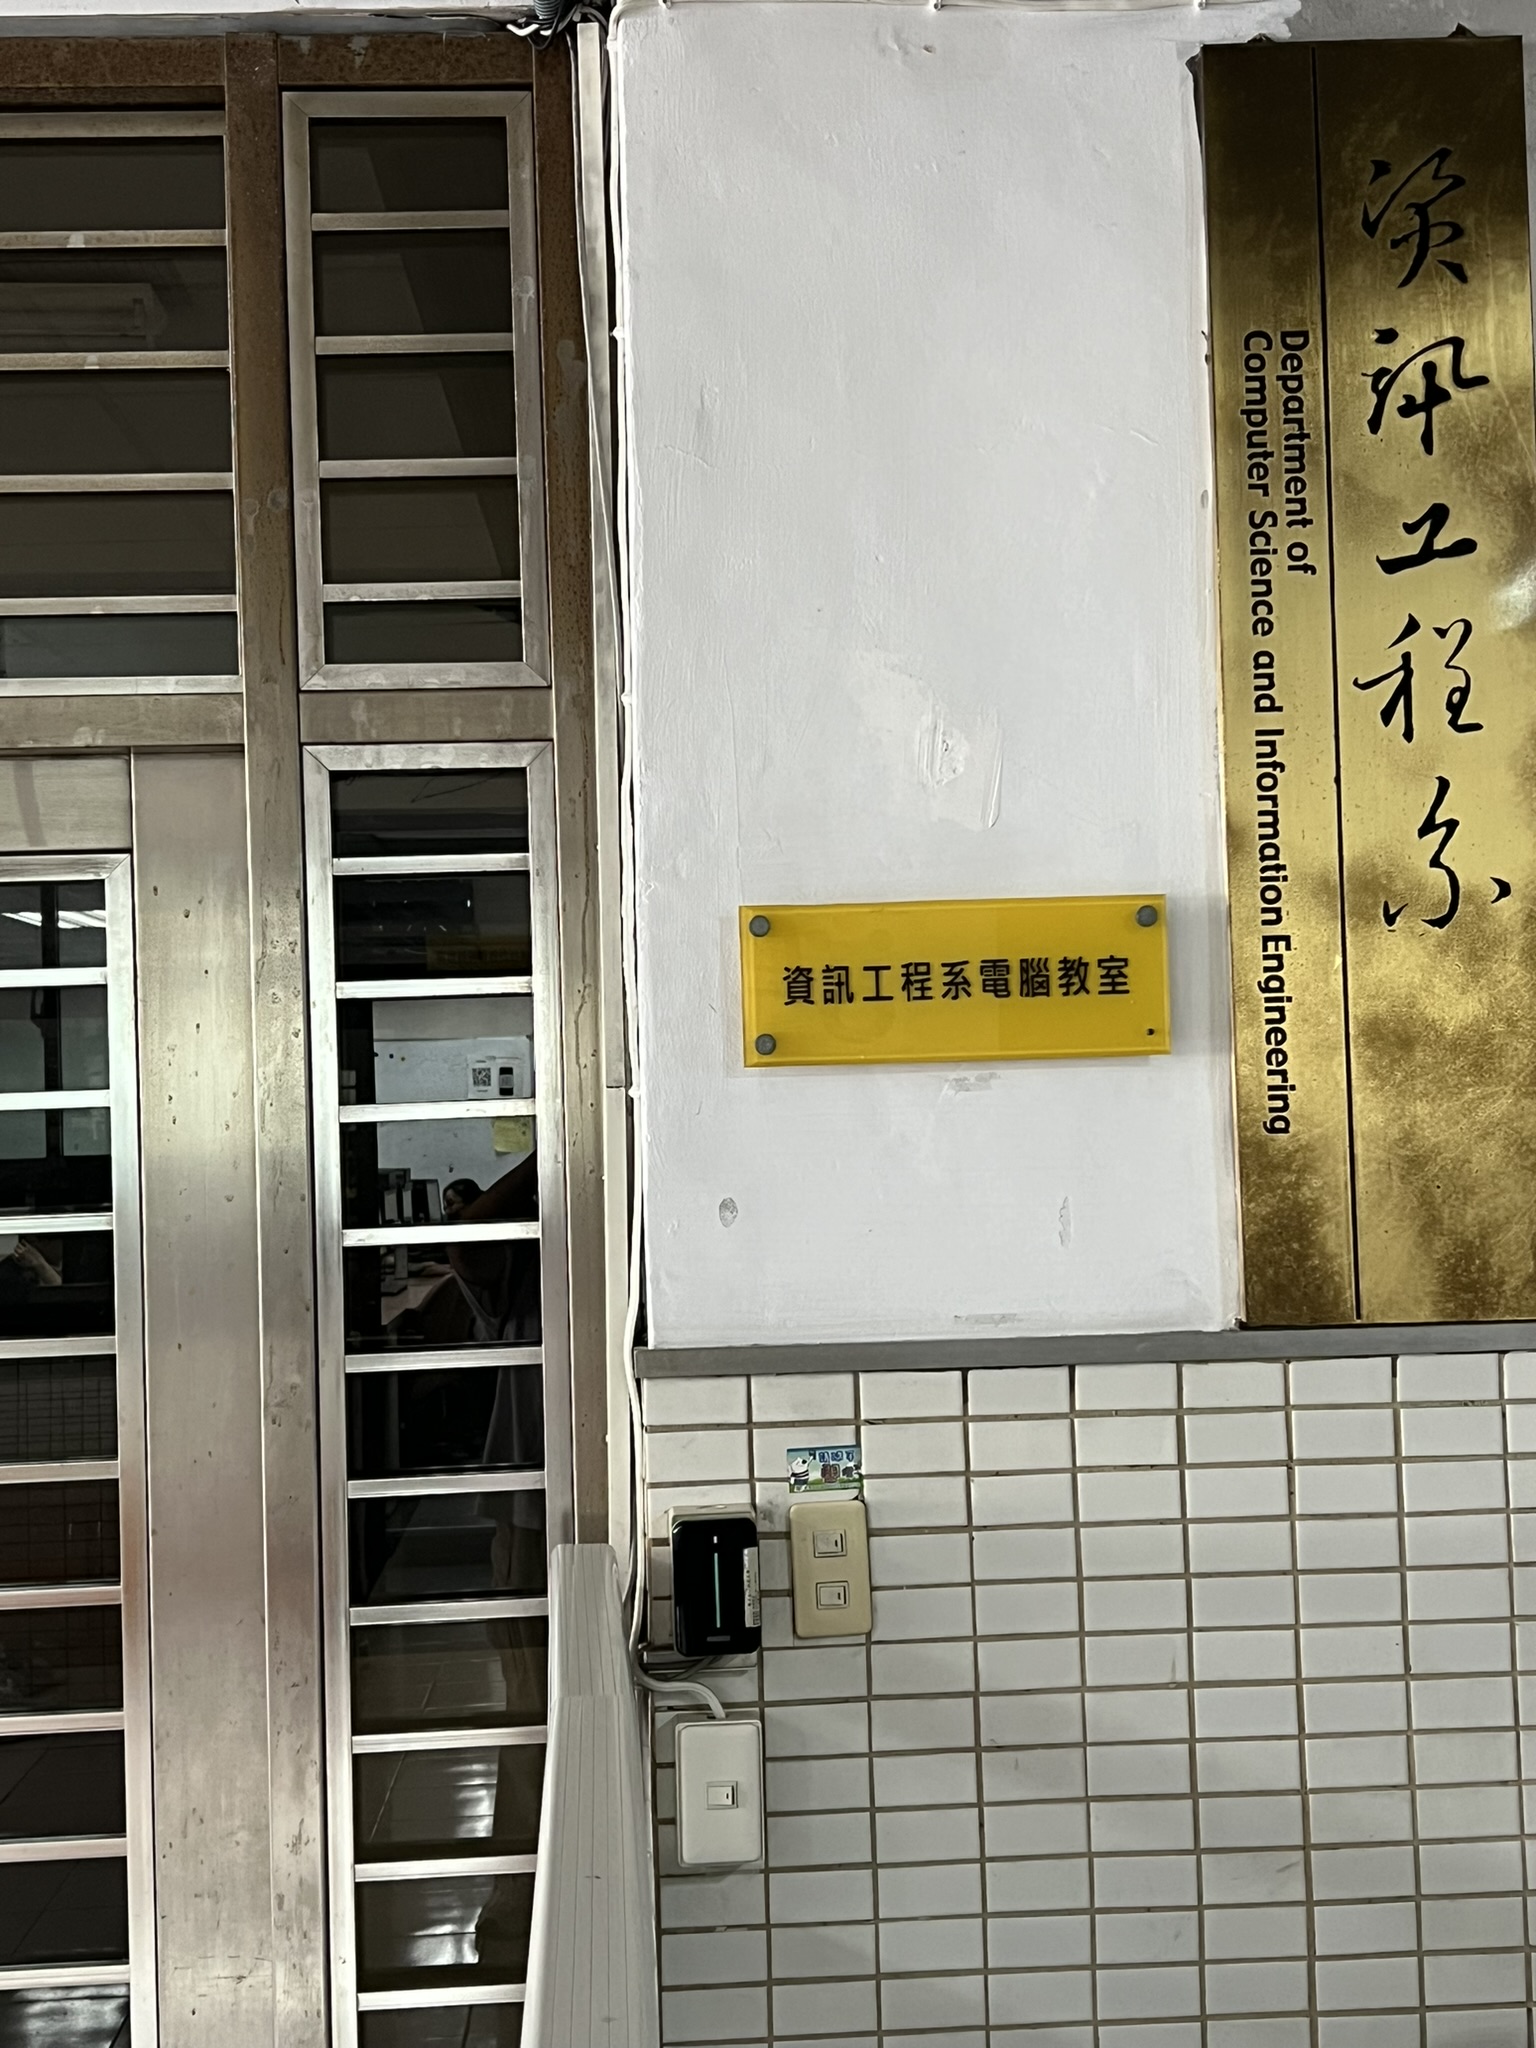 資訊工程系
Department of
Computer Science and Information Engineering
資訊工程系電腦教室